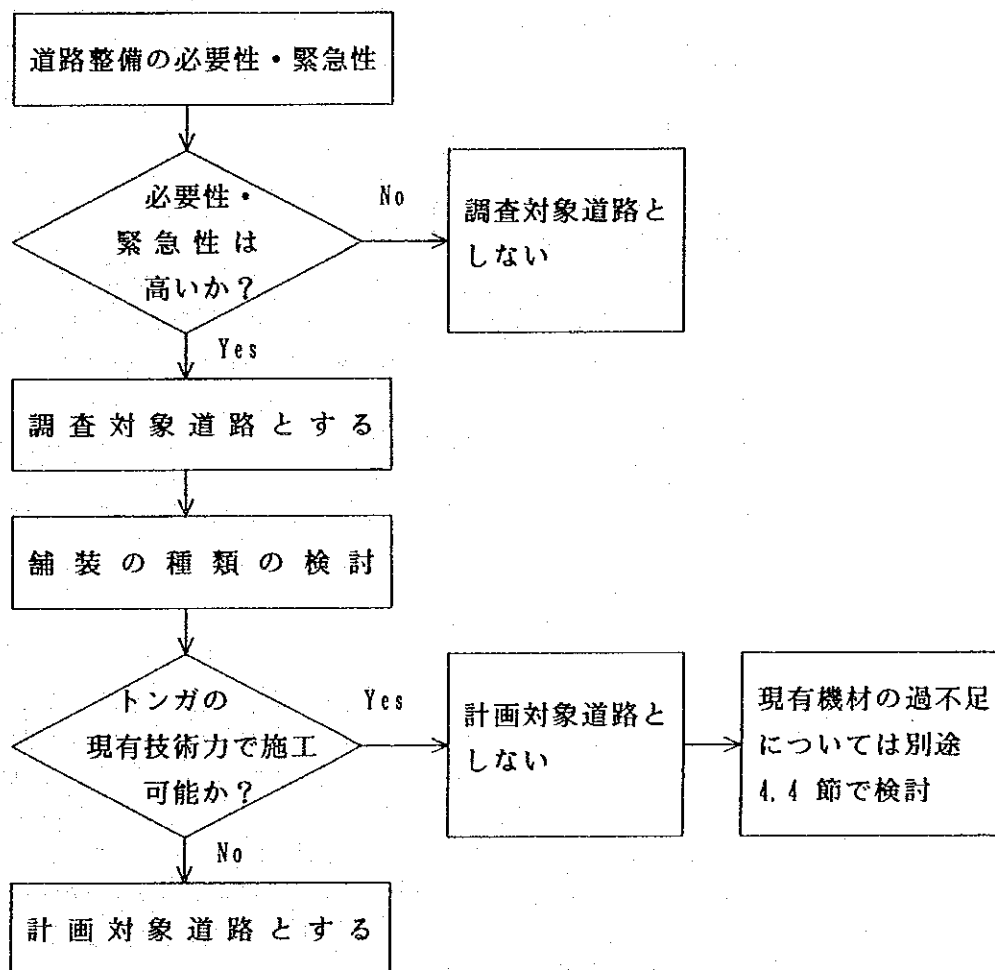 道路整備の必要性・緊急性
必要性・
緊急性は
高いか？
No
調査対象道路と
しない
Yes
調査対象道路とする
舗装の種類の検討
トンガの
現有技術力で施工
可能か？
Yes
計画対象道路と
しない
現有機材の過不足
については別途
4.4 節で検討
No
計画対象道路とする